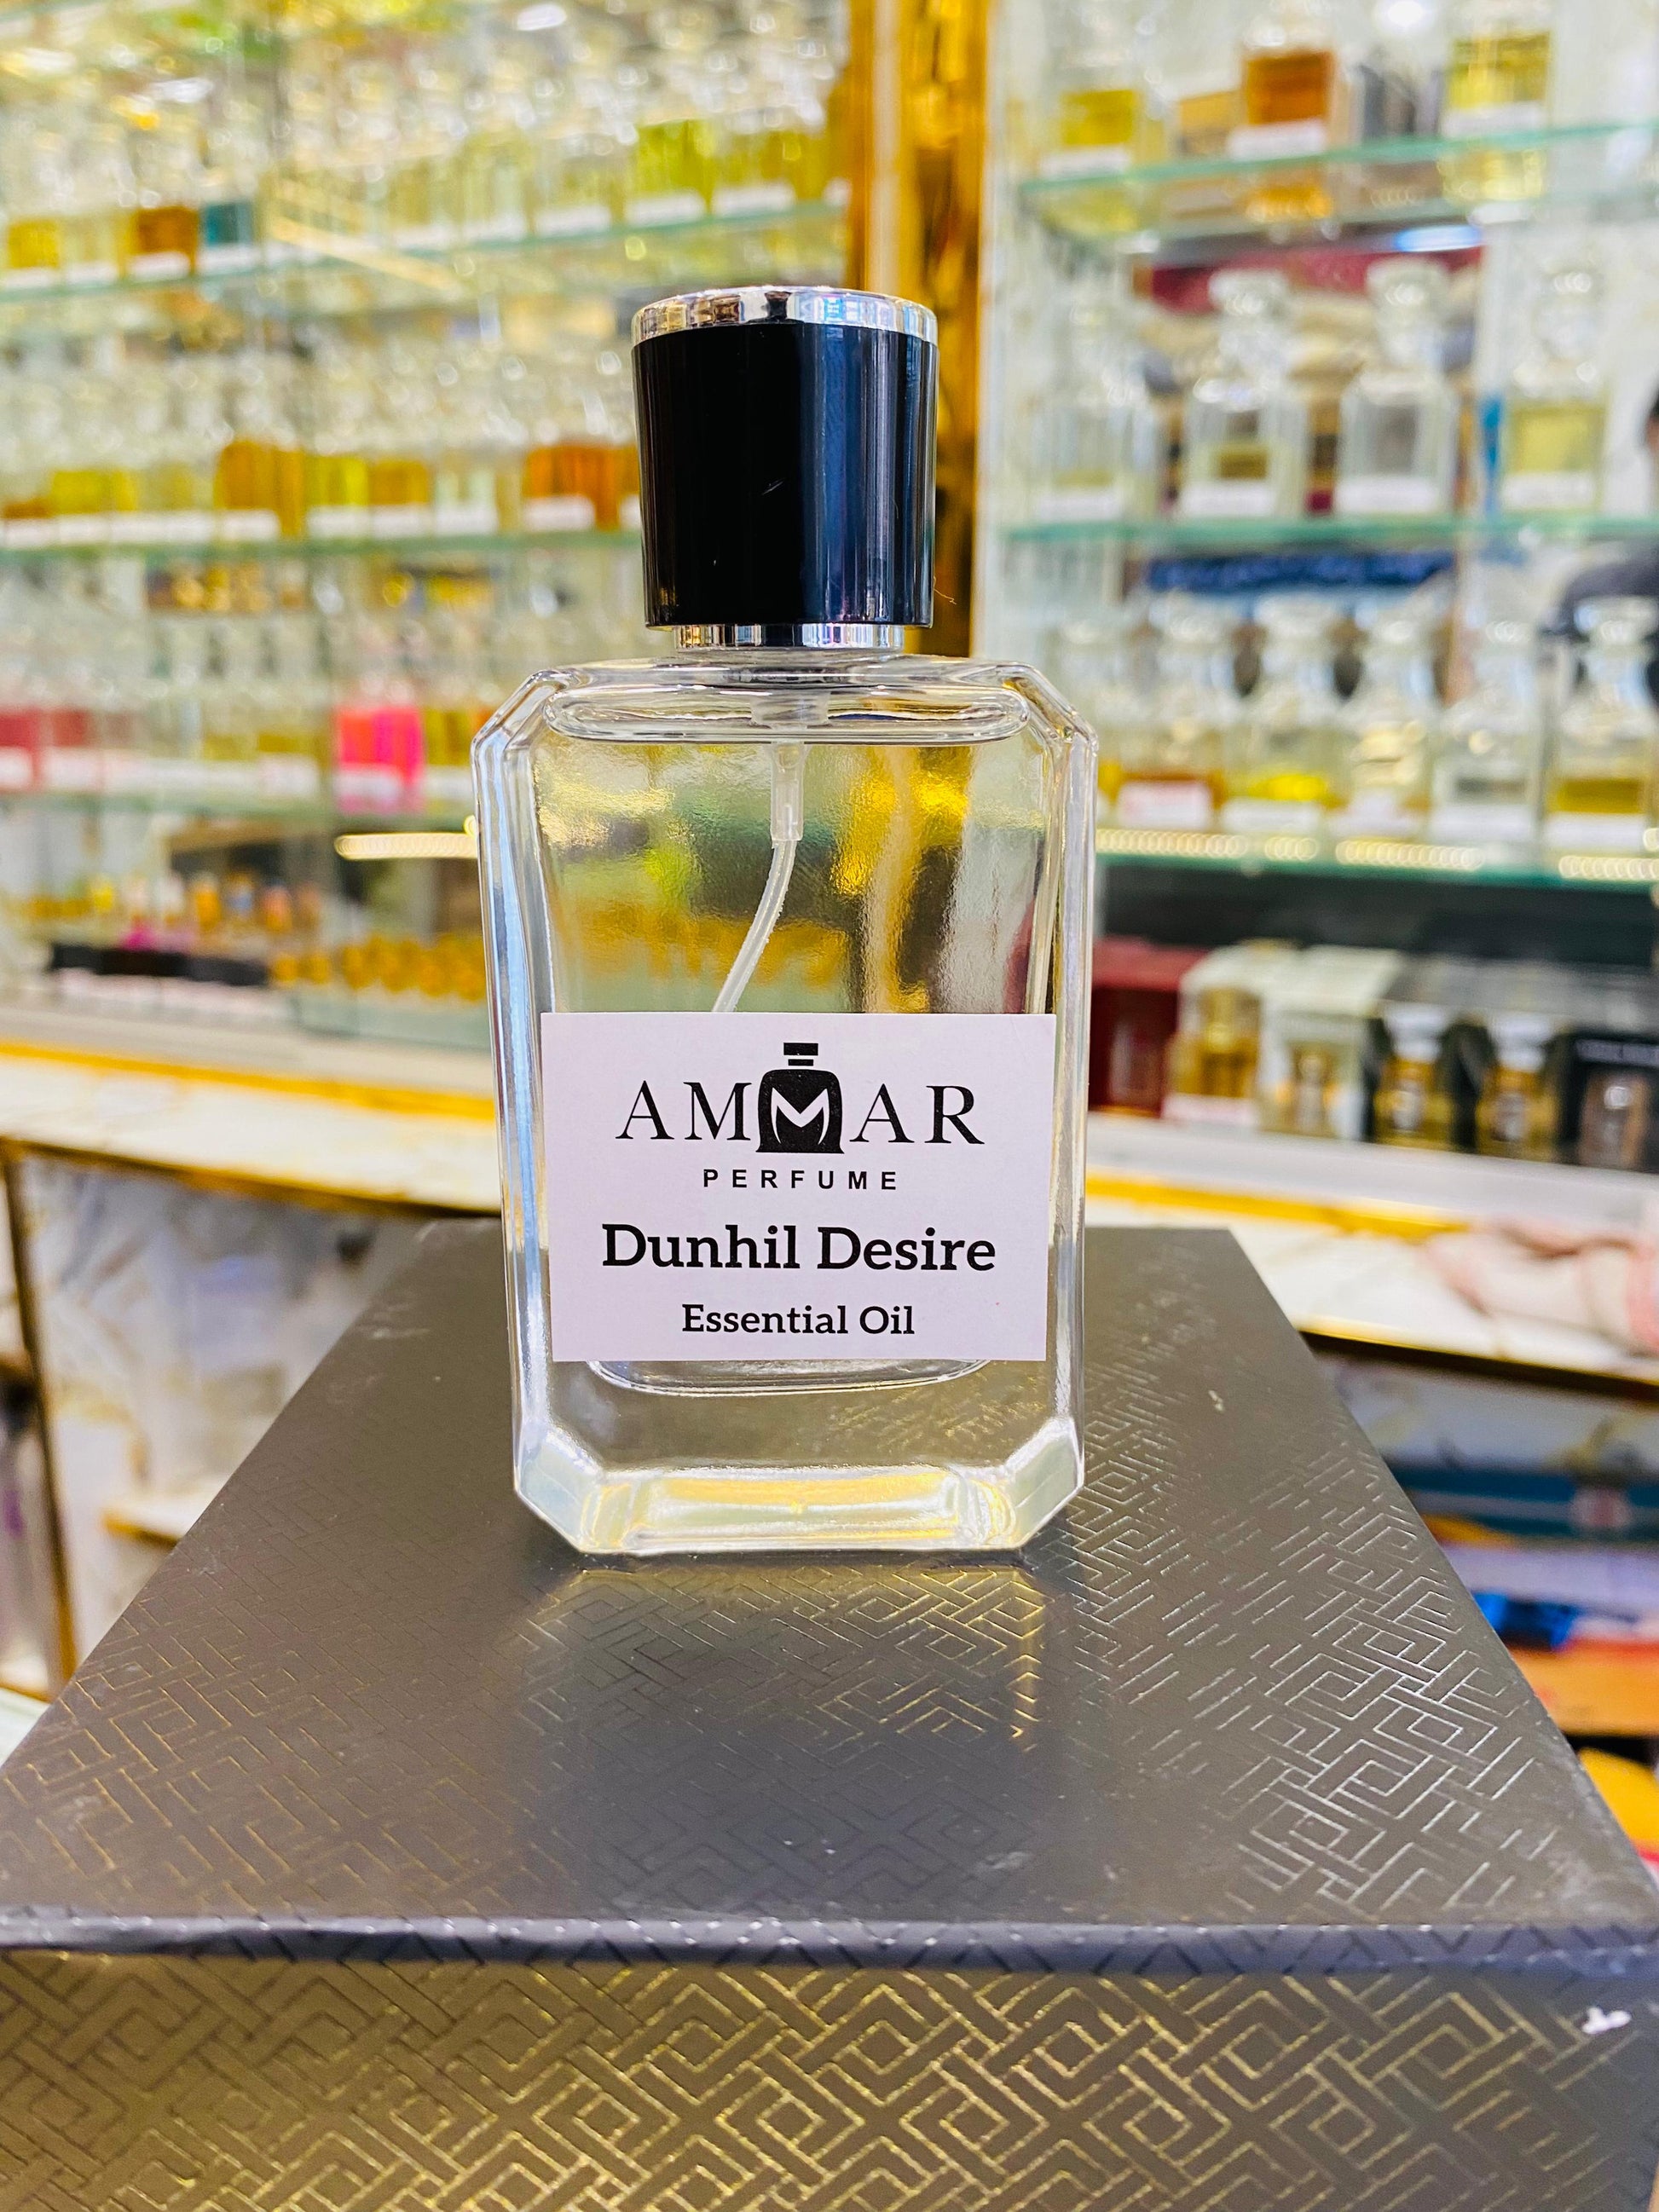 AMMAR
PERFUME
Dunhil Desire
Essential Oil